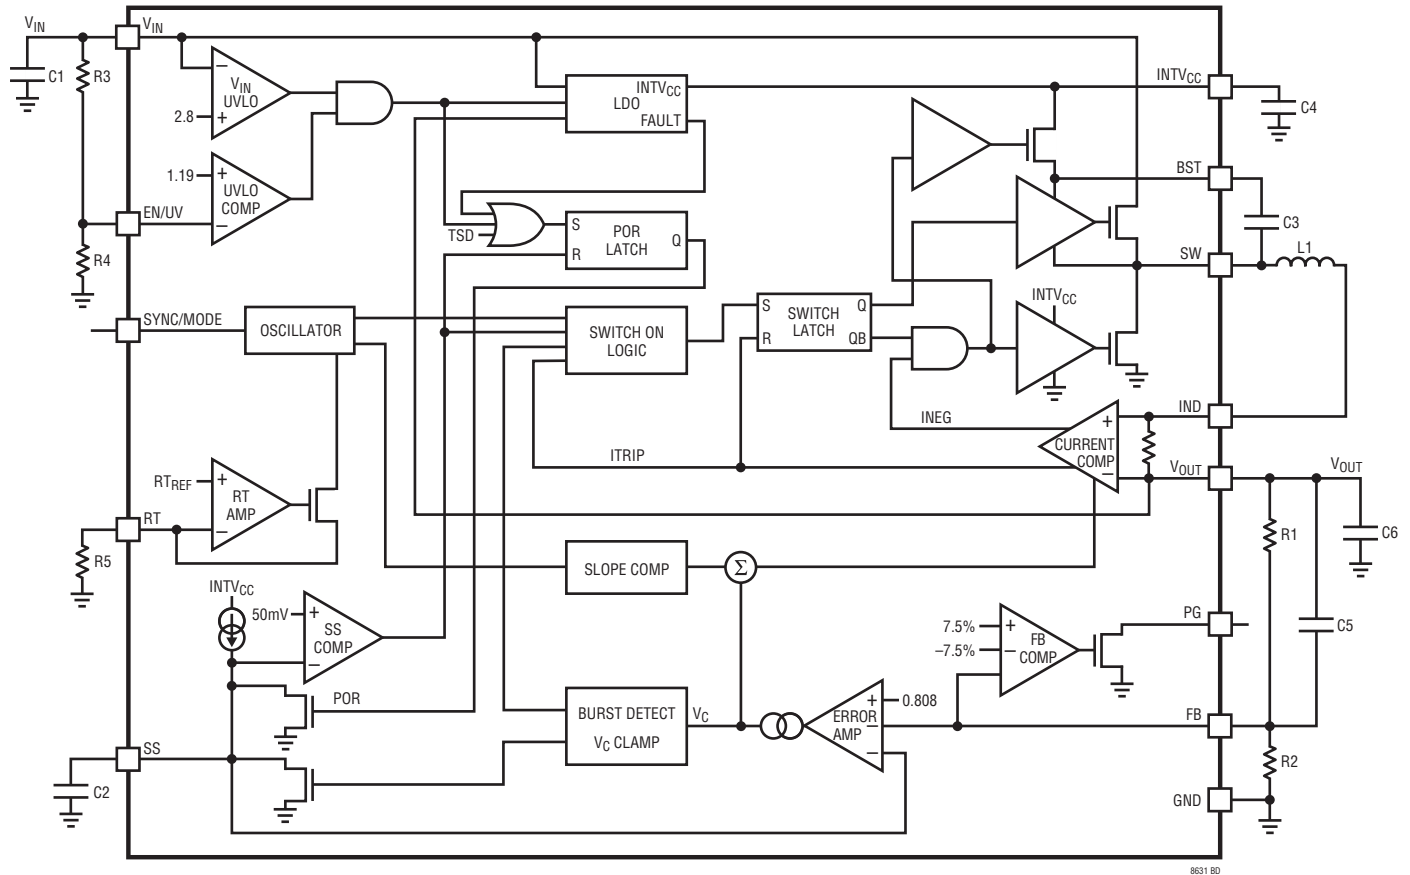 VIN
VIN
C1
R3
VIN
UVLO
2.8
−
+
INTVCC
LDO
FAULT
INTVCC
C4
1.19
+
−
UVLO
COMP
EN/UV
R4
TSD
S
R
Q
POR
LATCH
BST
C3
SW
L1
SYNC/MODE
OSCILLATOR
SWITCH ON
LOGIC
S
R
SWITCH
LATCH
Q
QB
INTVCC
IND
INEG
+
CURRENT
COMP
−
ITRIP
VOUT
VOUT
RTREF
+
RT
AMP
−
RT
R5
R1
C6
SLOPE COMP
Σ
INTVCC
50mV
+
SS
COMP
−
7.5%
−7.5%
+
−
FB
COMP
PG
C5
POR
BURST DETECT
VC CLAMP
VC
+
0.808
ERROR
AMP
−
−
FB
SS
C2
R2
GND
8631 BD